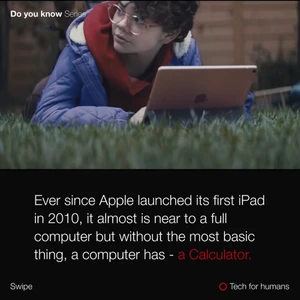 Do you know Series
Ever since Apple launched its first iPad
in 2010, it almost is near to a full
computer but without the most basic
thing, a computer has - a Calculator.
Swipe
Tech for humans